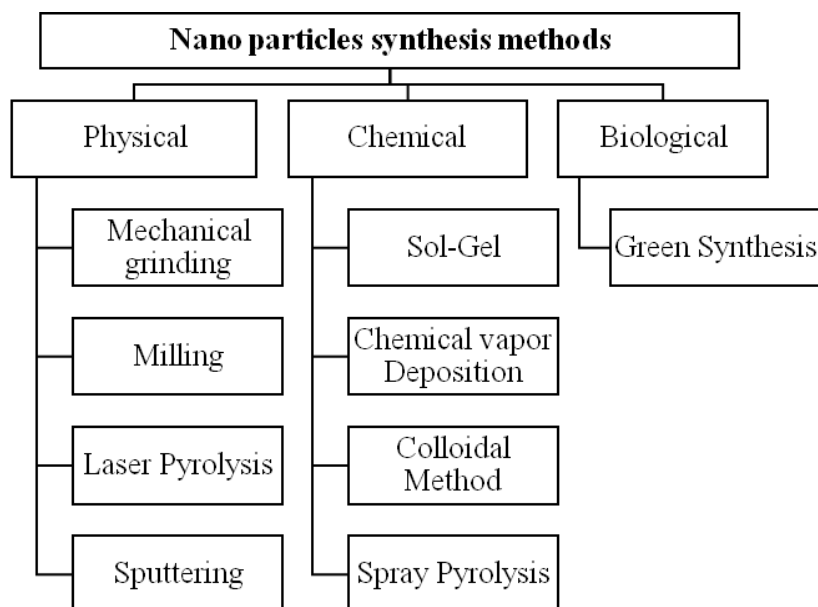 Nano particles synthesis methods
Physical
Chemical
Biological
Mechanical
grinding
Sol-Gel
Green Synthesis
Milling
Chemical vapor
Deposition
Laser Pyrolysis
Colloidal
Method
Sputtering
Spray Pyrolysis